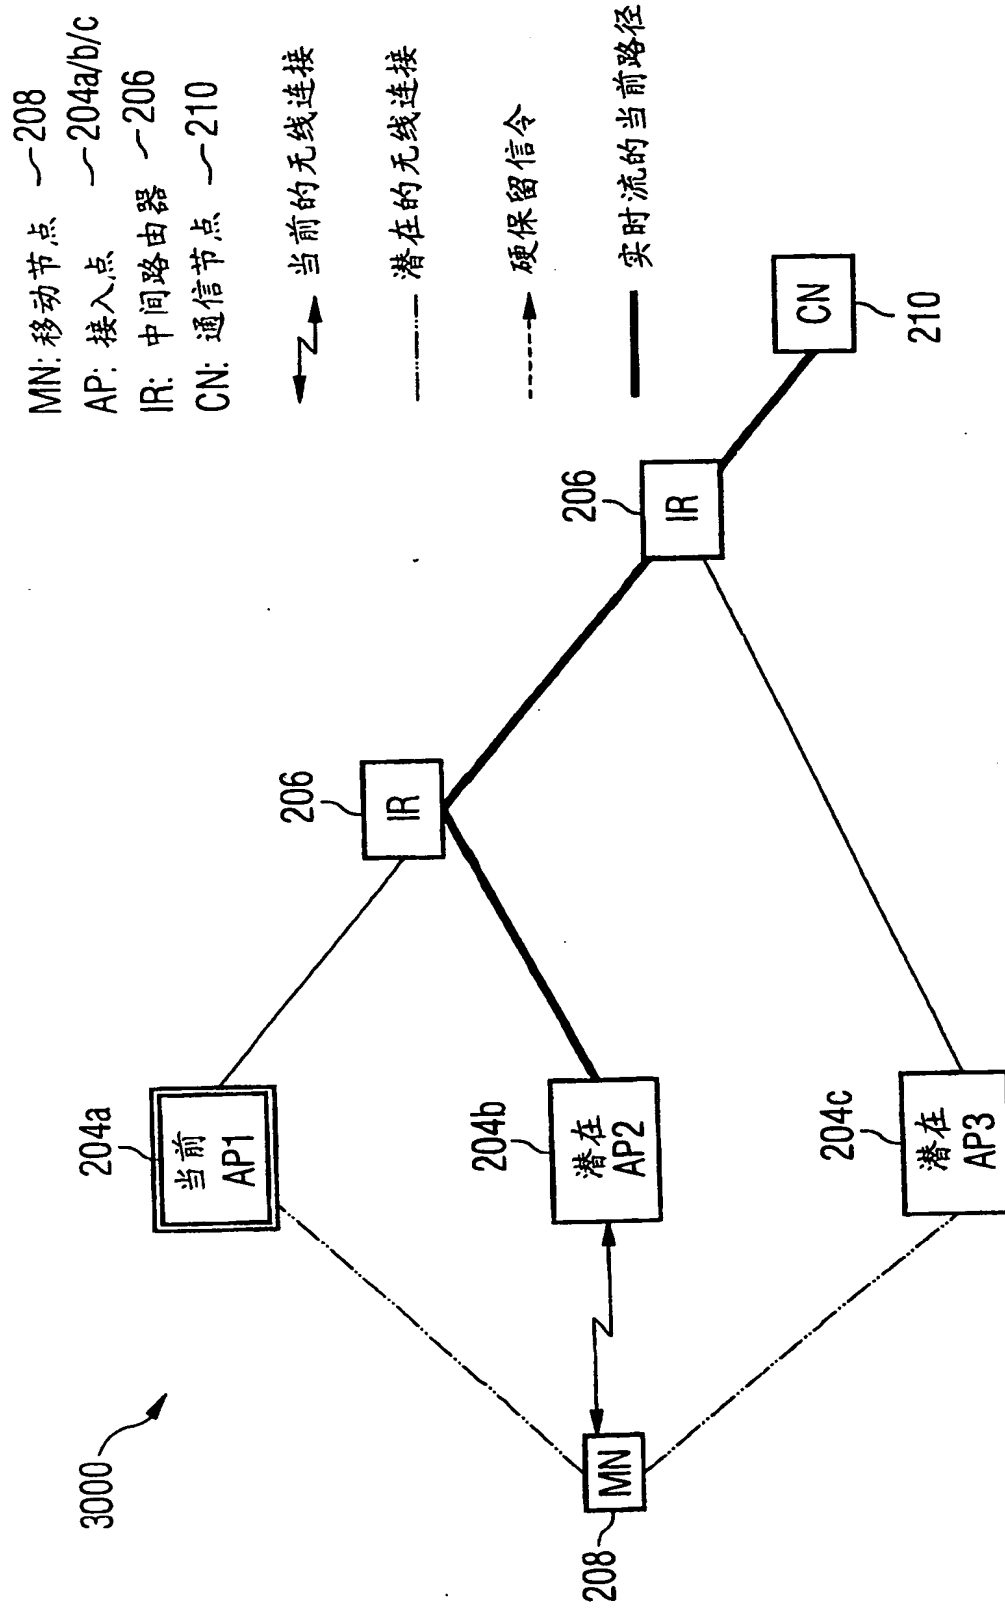 MN: 移动节点 208
AP: 接入点 204a/b/c
IR: 中间路由器 206
CN: 通信节点 210
当前的无线连接
潜在的无线连接
硬保留信令
实时流的当前路径
3000
204a
当前
AP1
206
IR
206
IR
CN
210
204b
潜在
AP2
MN
208
204c
潜在
AP3